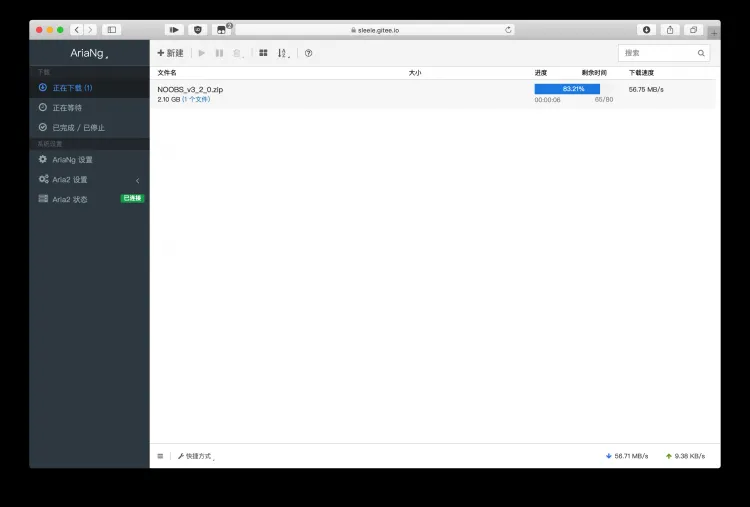 2
sleele.gitee.io
AriaNg
新建
搜索
下载
文件名 大小 进度 剩余时间 下载速度
正在下载 (1)
NOOBS_v3_2_0.zip 83.21% 56.75 MB/s
2.10 GB (1 个文件) 00:00:06 65/80
正在等待
已完成 / 已停止
系统设置
AriaNg 设置
Aria2 设置
Aria2 状态 已连接
快捷方式 56.71 MB/s 9.38 KB/s